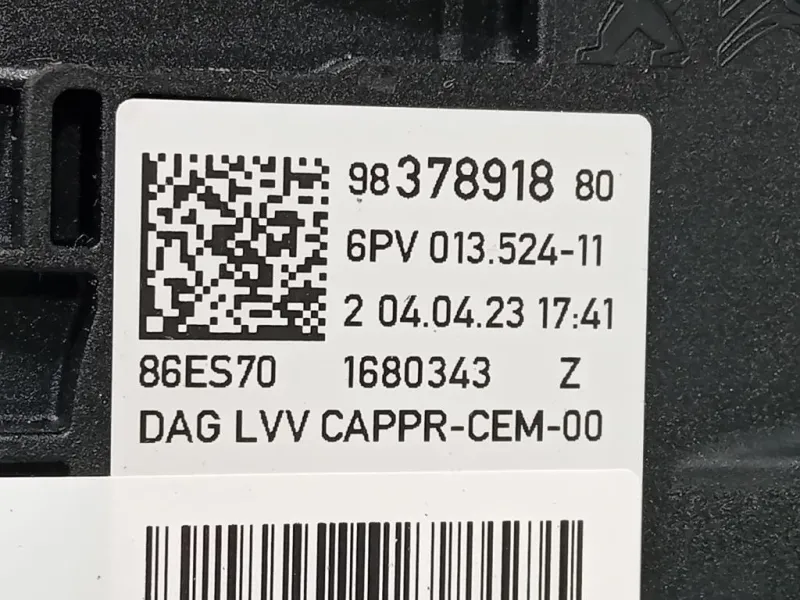 98 378918 80
6PV 013.524-11
2 04.04.23 17:41
86ES70 1680343 Z
DAG LVV CAPPR-CEM-00